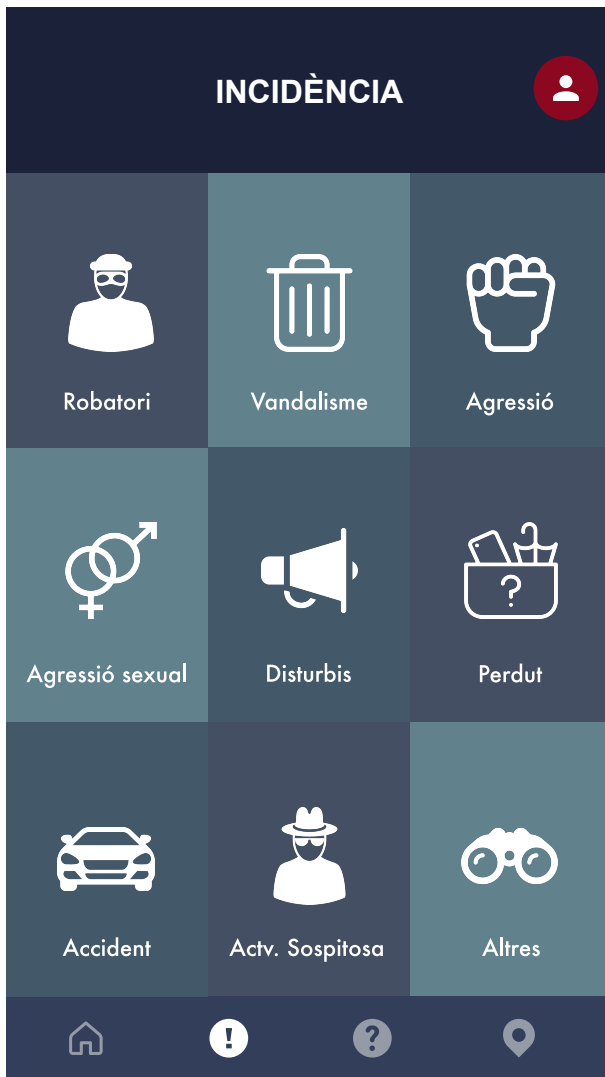 INCIDÈNCIA
Robatori
Vandalisme
Agressió
?
Agressió sexual
Disturbis
Perdut
Accident
Actv. Sospitosa
Altres
!
?